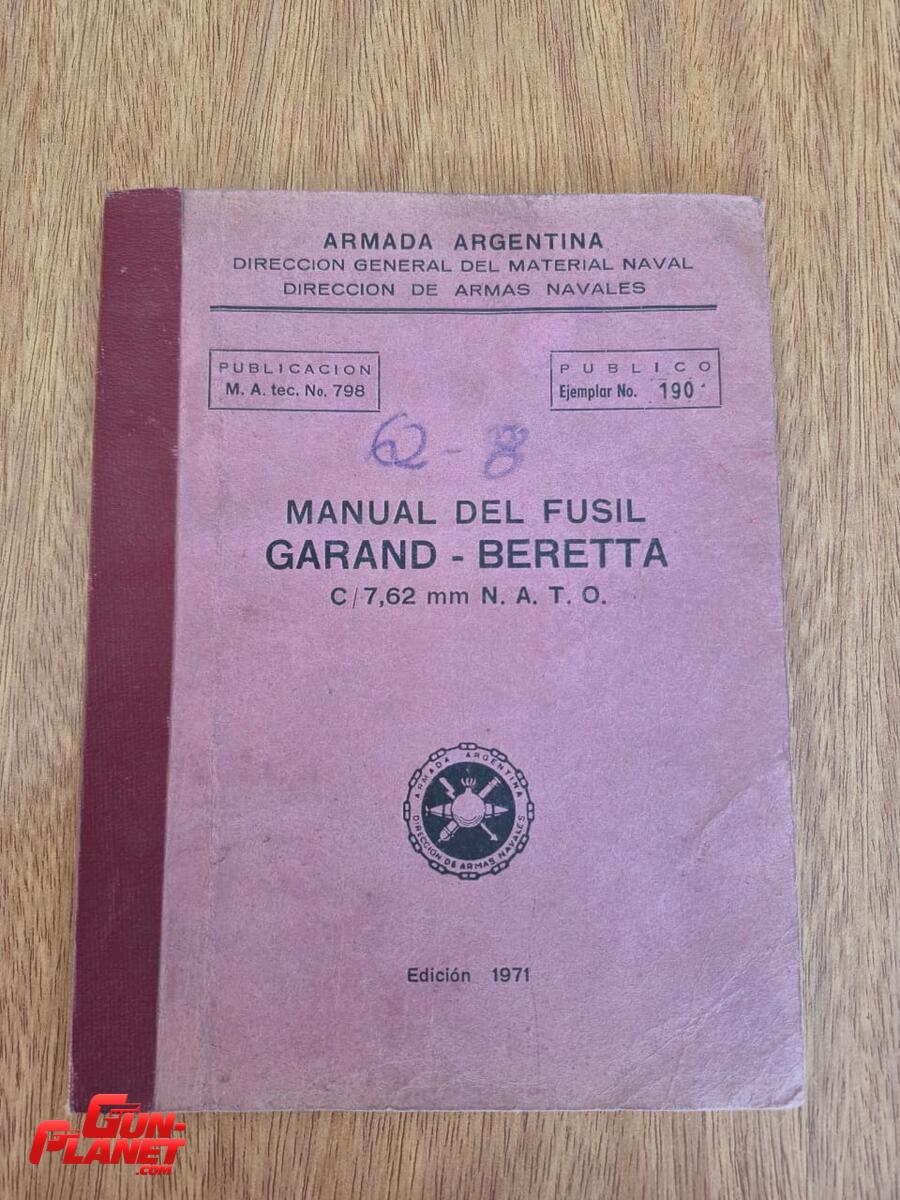 ARMADA ARGENTINA
DIRECCION GENERAL DEL MATERIAL NAVAL
DIRECCION DE ARMAS NAVALES
PUBLICACION
M. A. tec. No. 798
PUBLICO
Ejemplar No. 190
62 - 8
MANUAL DEL FUSIL
GARAND - BERETTA
C/7,62 mm N. A. T. O.
ARMADA ARGENTINA
DIRECCION DE ARMAS NAVALES
Edición 1971
GUN-
PLANET
.COM